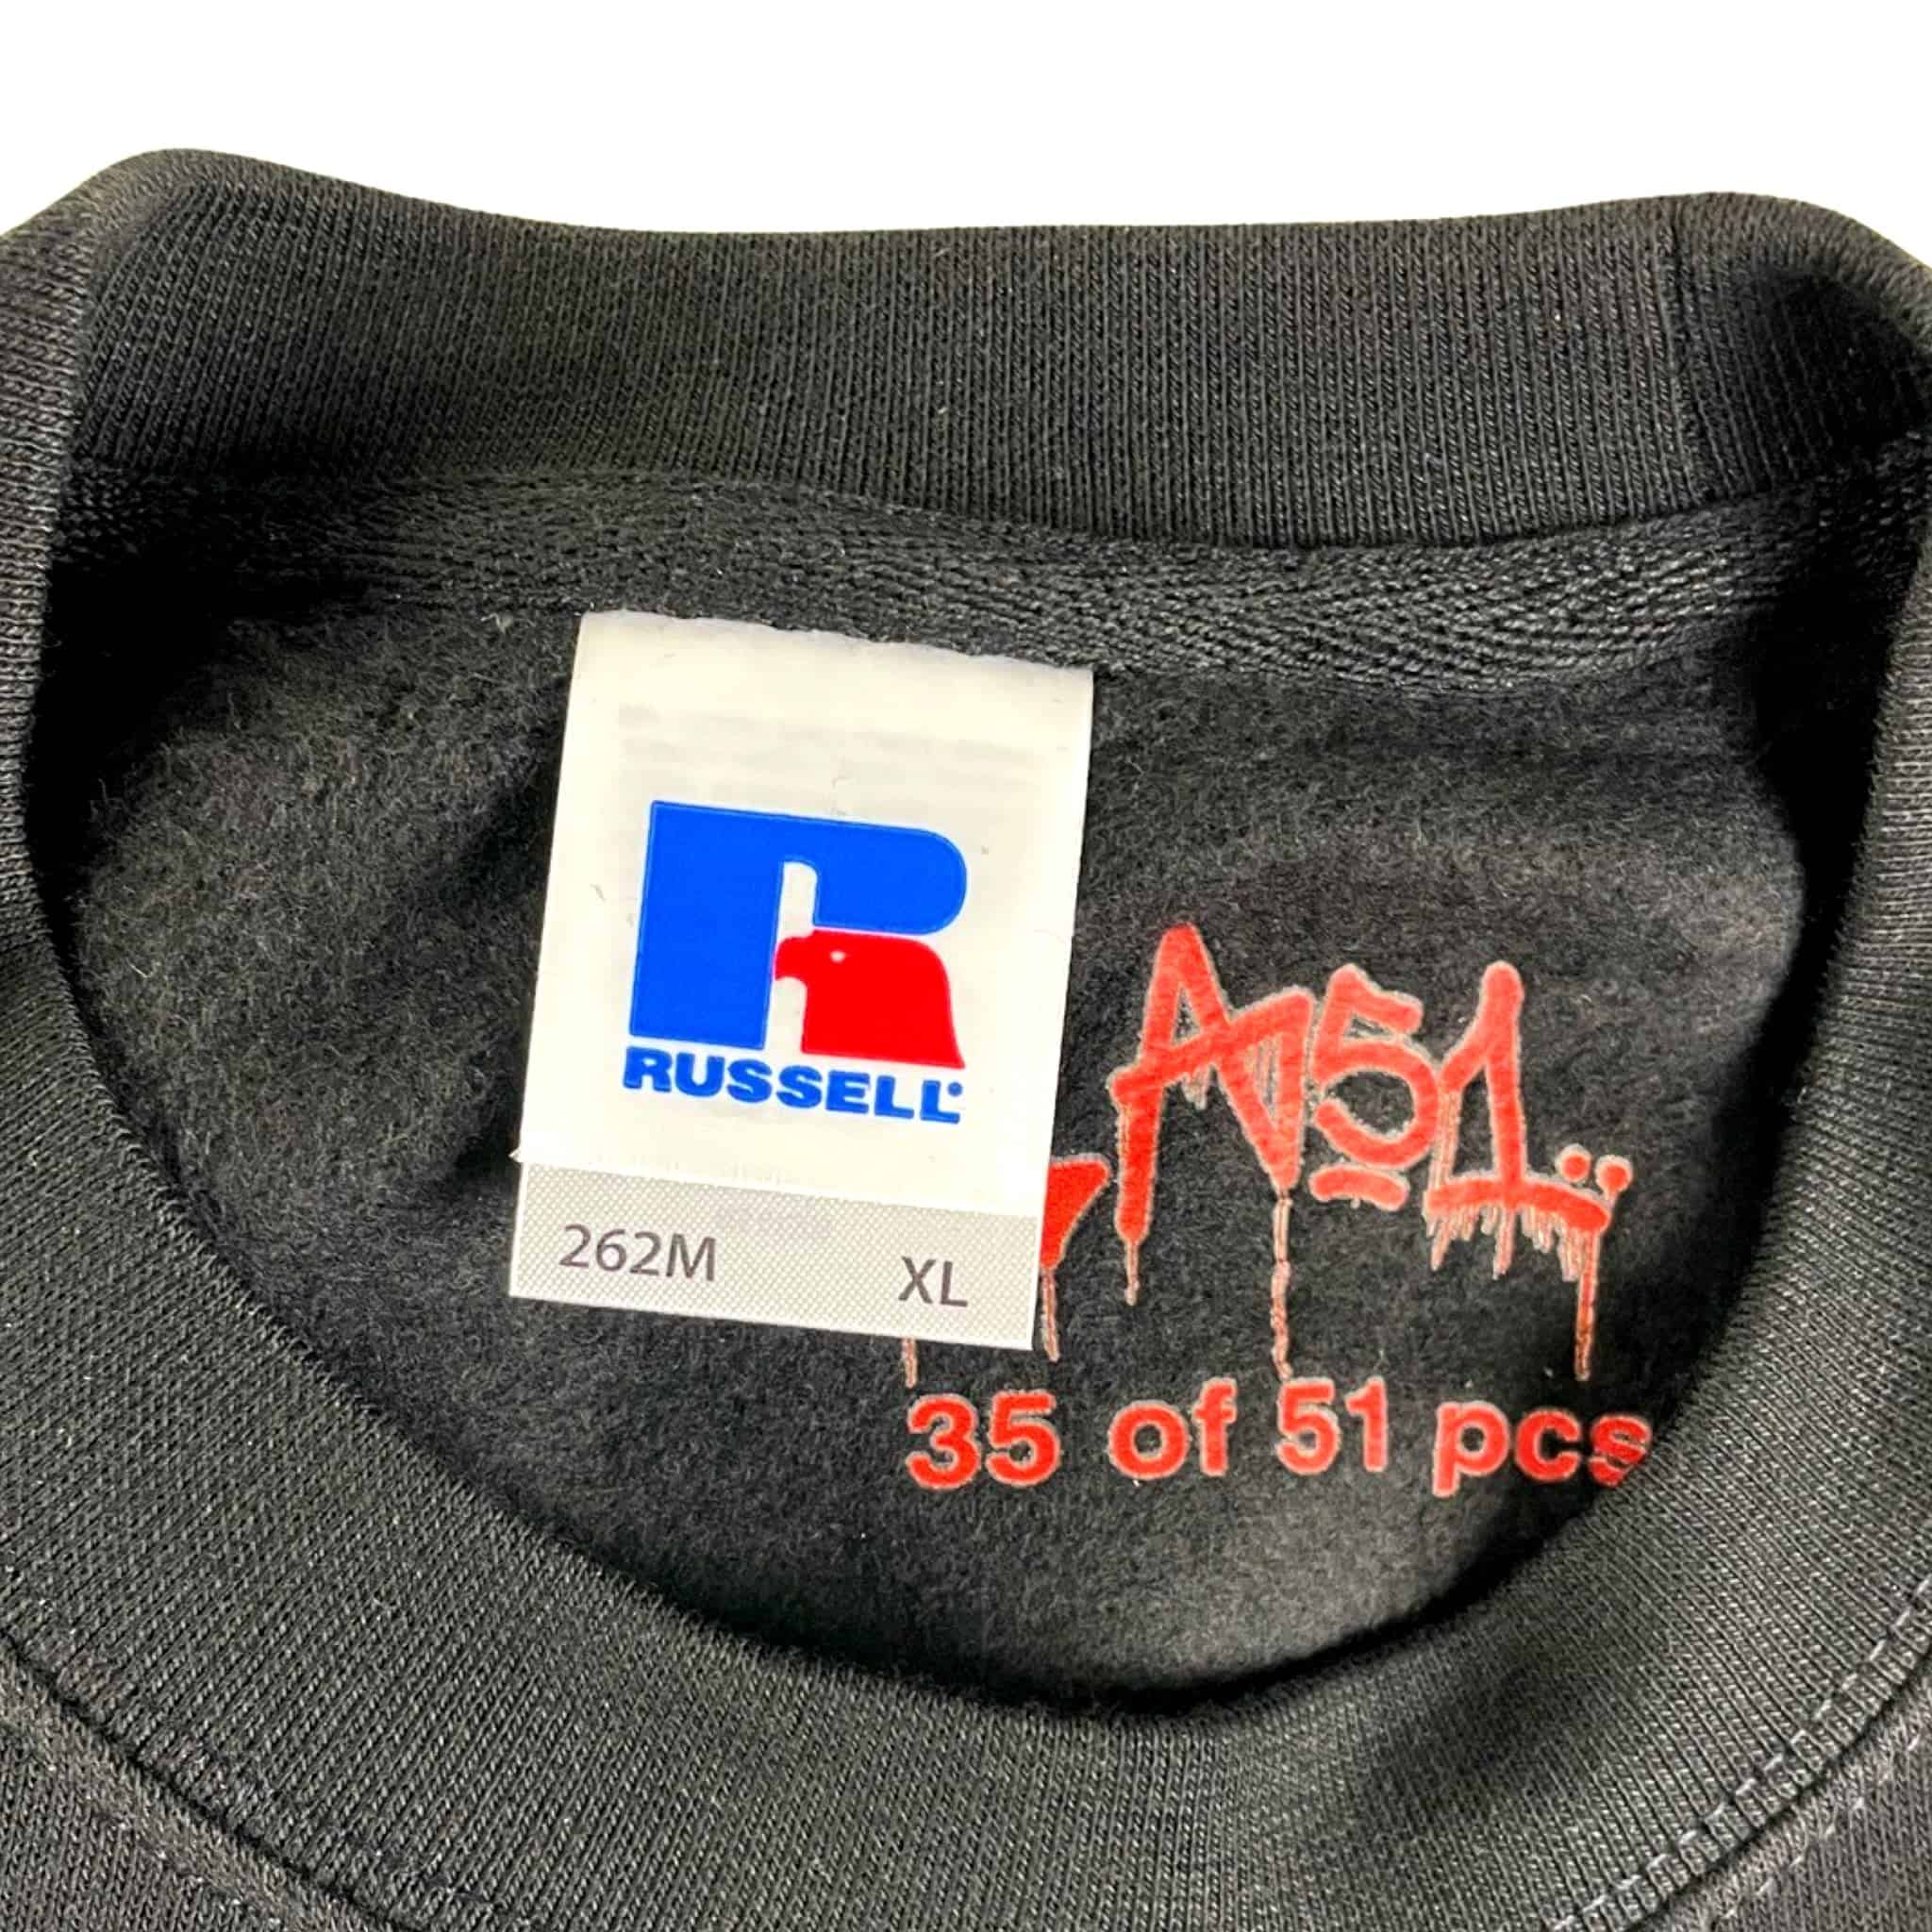 RUSSELL
262M XL
A51
35 of 51 pcs